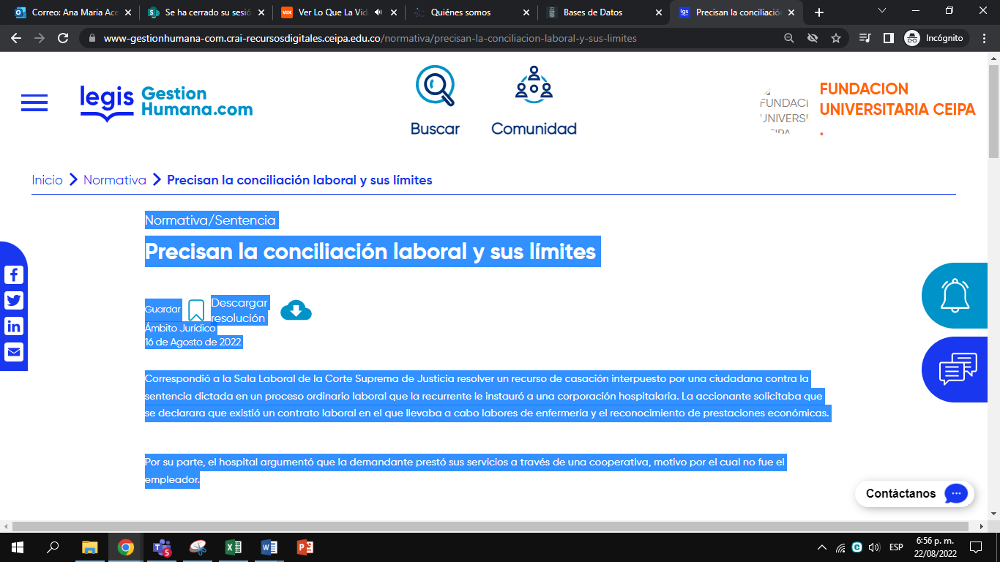 Correo: Ana Maria Ace
Se ha cerrado su sesió
Ver Lo Que La Vid
Quiénes somos
Bases de Datos
Precisan la conciliació
www-gestionhumana-com.crai-recursosdigitales.ceipa.edu.co/normativa/precisan-la-conciliacion-laboral-y-sus-limites
Incógnito
legis Gestion
Humana.com
Buscar
Comunidad
FUNDACI
UNIVERSI
CEIPA
FUNDACION
UNIVERSITARIA CEIPA
.
Inicio > Normativa > Precisan la conciliación laboral y sus límites
Normativa/Sentencia
Precisan la conciliación laboral y sus límites
Guardar
Descargar
resolución
Ámbito Jurídico
16 de Agosto de 2022
Correspondió a la Sala Laboral de la Corte Suprema de Justicia resolver un recurso de casación interpuesto por una ciudadana contra la
sentencia dictada en un proceso ordinario laboral que la recurrente le instauró a una corporación hospitalaria. La accionante solicitaba que
se declarara que existió un contrato laboral en el que llevaba a cabo labores de enfermería y el reconocimiento de prestaciones económicas.
Por su parte, el hospital argumentó que la demandante prestó sus servicios a través de una cooperativa, motivo por el cual no fue el
empleador.
Contáctanos
ESP
6:56 p. m.
22/08/2022